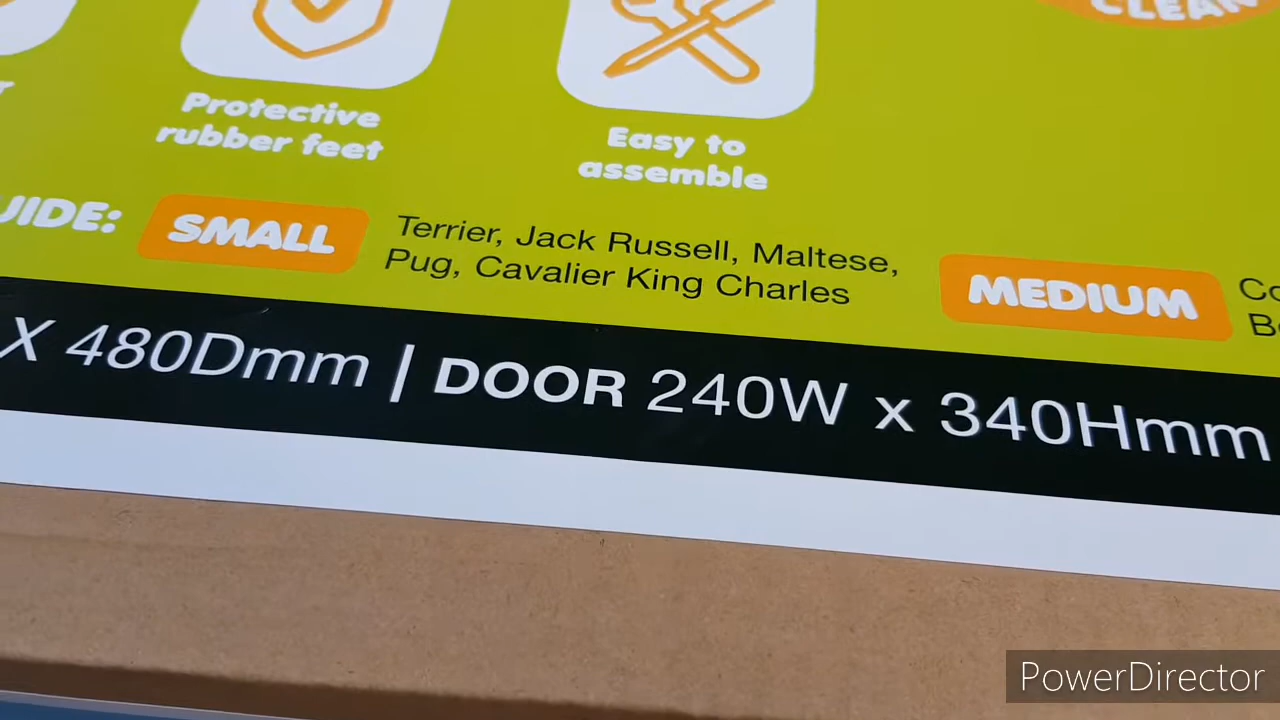 CLEAN
Protective
rubber feet
Easy to
assemble
SMALL
Terrier, Jack Russell, Maltese,
Pug, Cavalier King Charles
MEDIUM
X 480Dmm | DOOR 240W x 340Hmm
PowerDirector